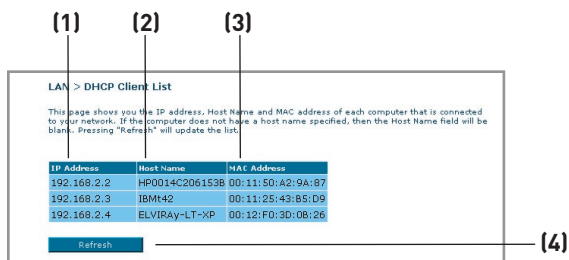 (1) (2) (3)
LAN > DHCP Client List
This page shows you the IP address, Host Name and MAC address of each computer that is connected
to your network. If the computer does not have a host name specified, then the Host Name field will be
blank. Pressing "Refresh" will update the list.
IP Address Host Name MAC Address
192.168.2.2 HP0014C206153B 00:11:50:A2:9A:87
192.168.2.3 IBMt42 00:11:25:43:B5:D9
192.168.2.4 ELVIRAy-LT-XP 00:12:F0:3D:0B:26
Refresh (4)